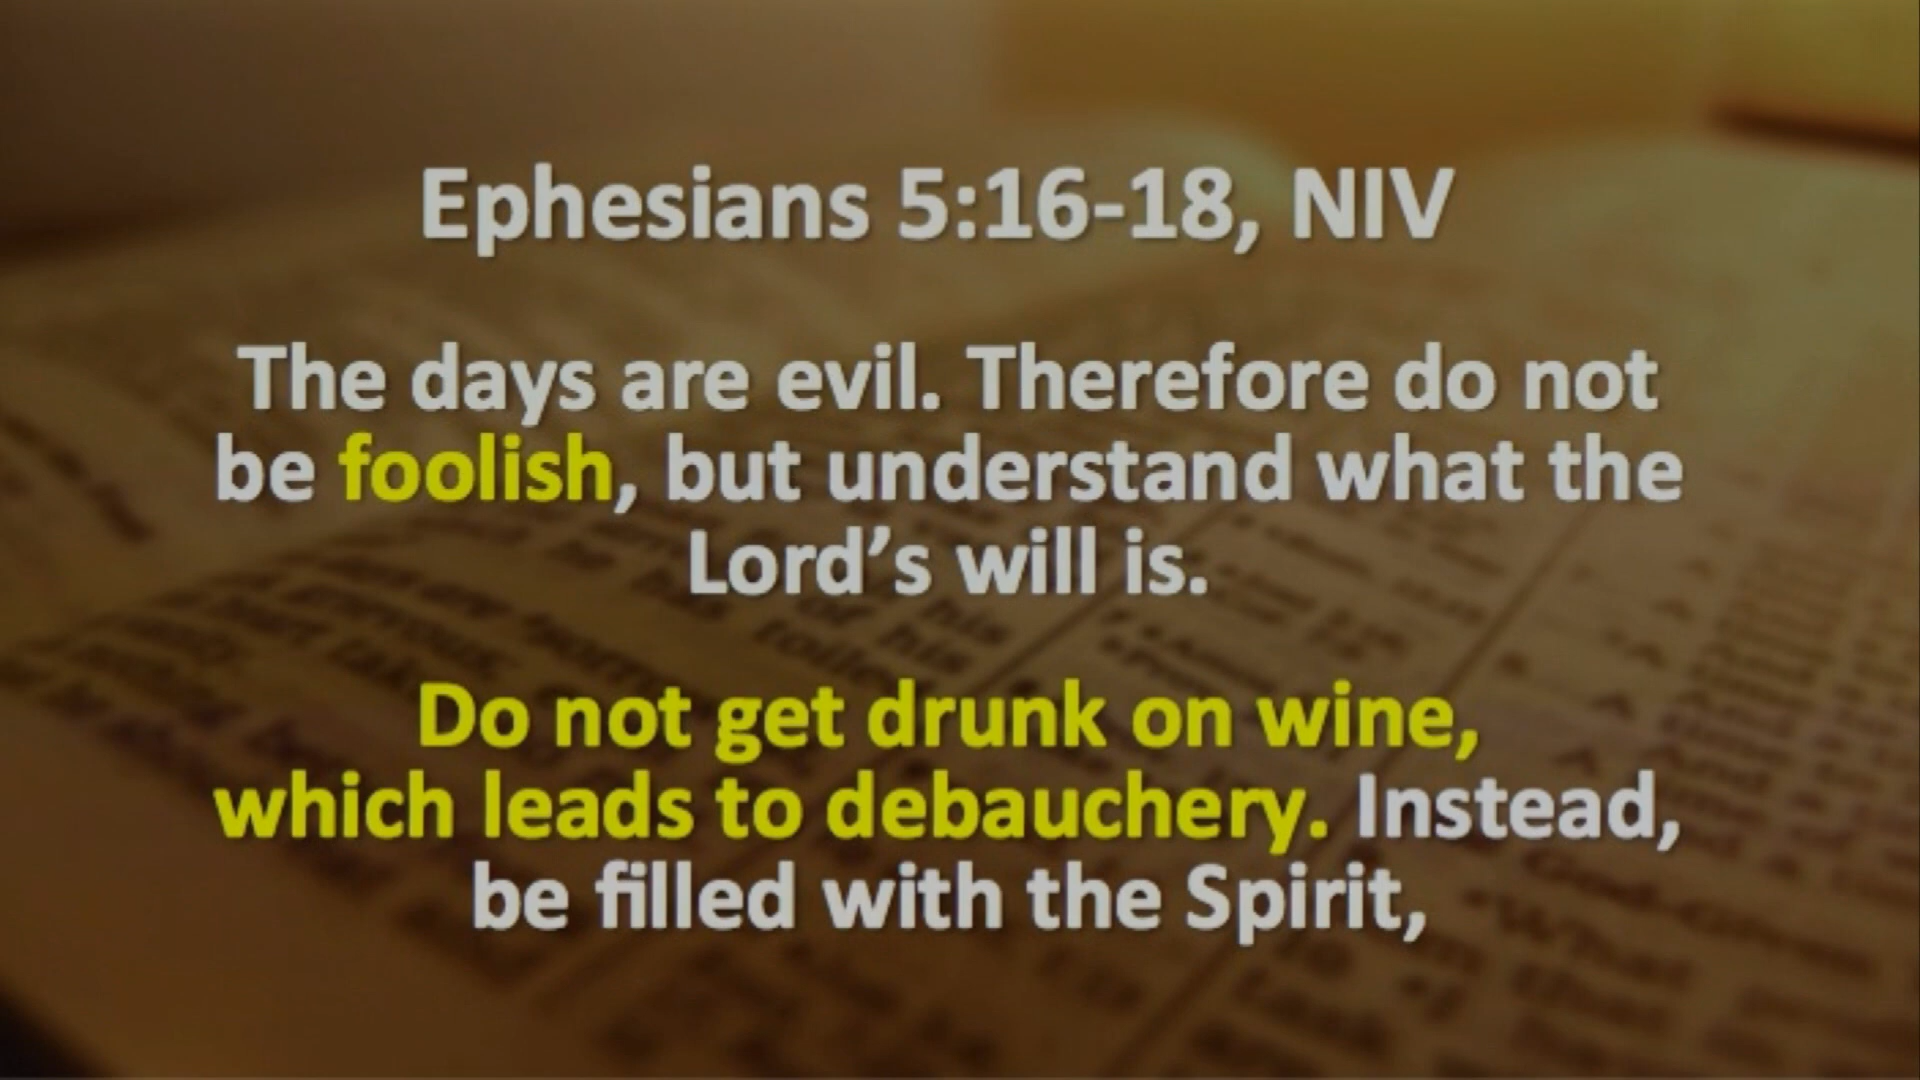 Ephesians 5:16-18, NIV
The days are evil. Therefore do not
be foolish, but understand what the
Lord’s will is.
Do not get drunk on wine,
which leads to debauchery. Instead,
be filled with the Spirit,